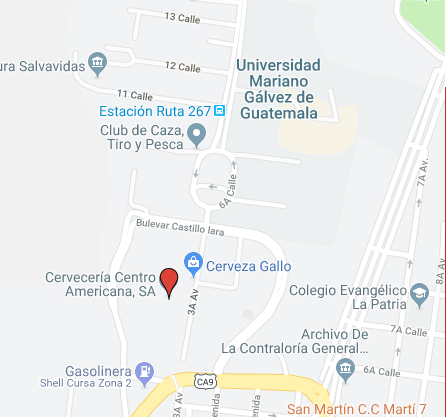 13 Calle
ura Salvavidas
12 Calle
11 Calle
Universidad
Mariano
Gálvez de
Guatemala
Estación Ruta 267
Club de Caza,
Tiro y Pesca
6A Calle
7A Av.
Bulevar Castillo lara
8A Av.
Cervecería Centro
Americana, SA
Cerveza Gallo
3A Av
Colegio Evangélico
La Patria
7A Calle
Archivo De
La Contraloría General...
6A Calle
Gasolinera
Shell Cursa Zona 2
CA9
San Martín C.C Martí 7
enida